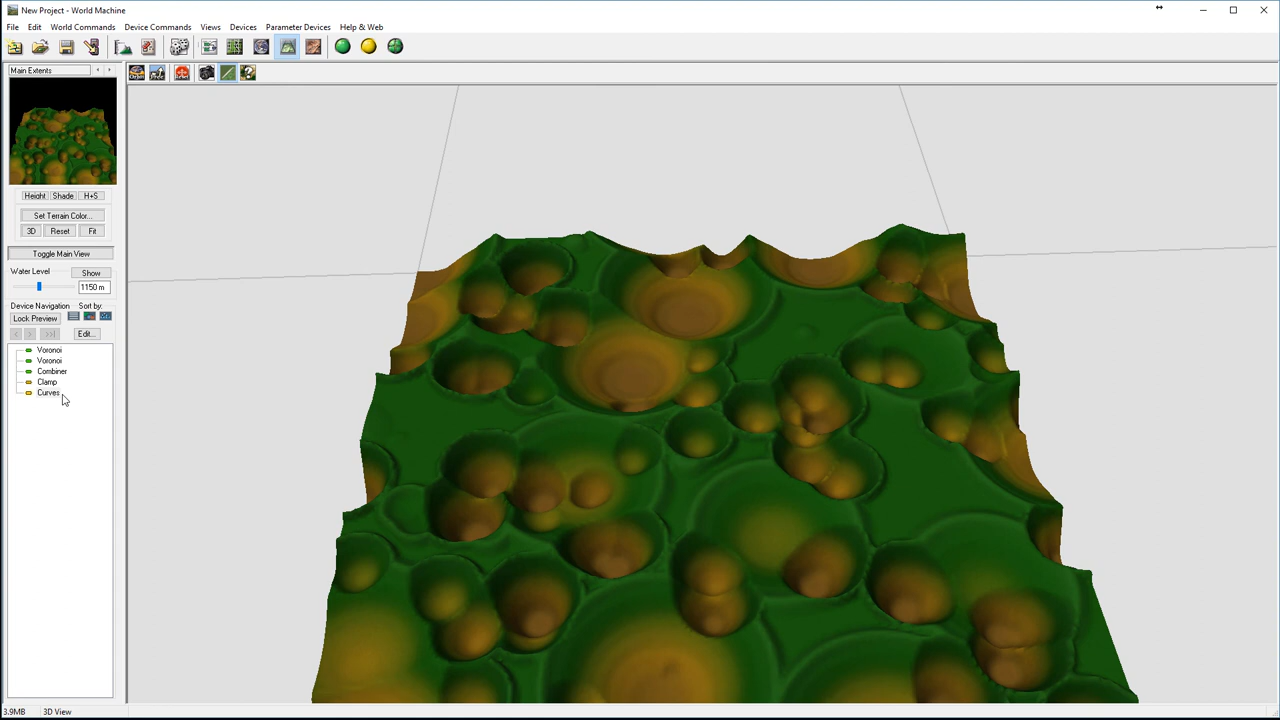 New Project - World Machine
File Edit World Commands Device Commands Views Devices Parameter Devices Help & Web
Main Extents
Height Shade H+S
Set Terrain Color...
3D Reset Fit
Toggle Main View
Water Level Show
1150 m
Device Navigation Sort by:
Lock Preview
< > >>| Edit...
Voronoi
Voronoi
Combiner
Clamp
Curves
3.9MB 3D View